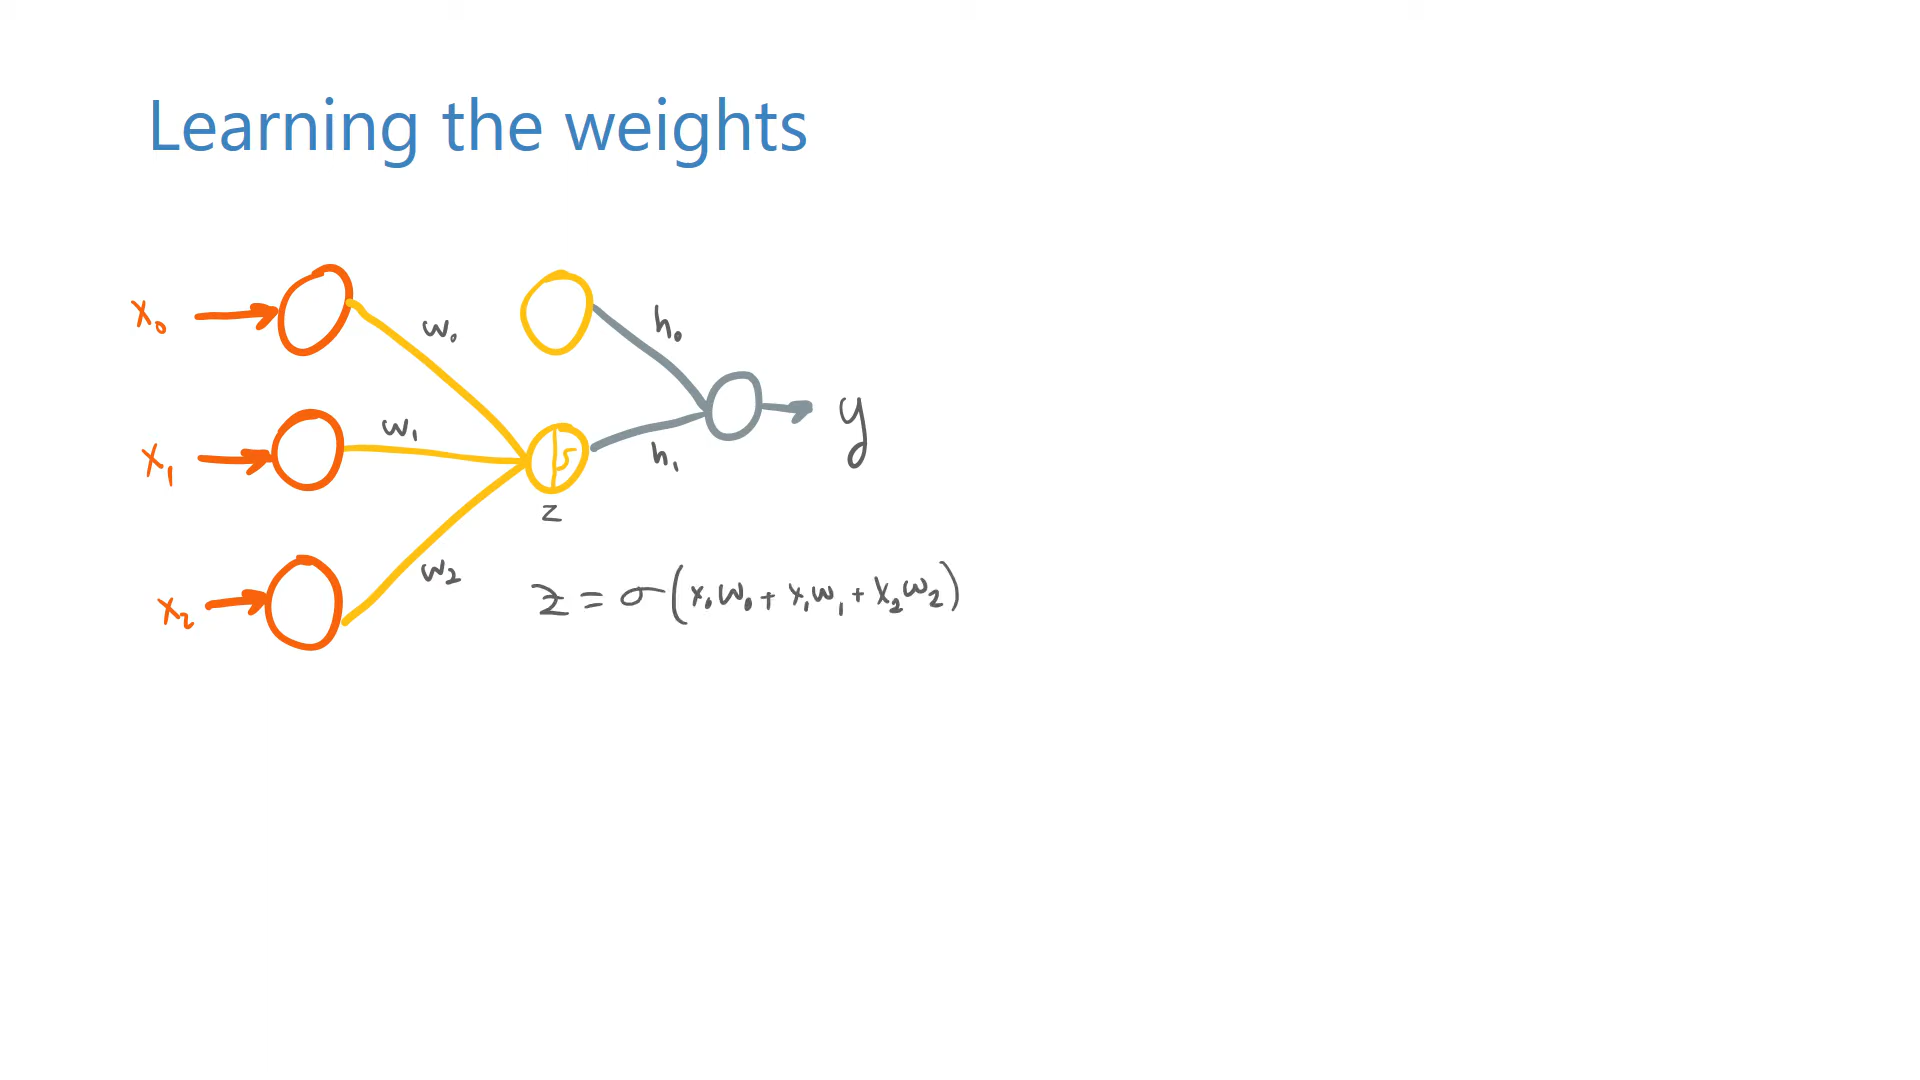 Learning the weights
x₀
w₀
h₀
x₁
w₁
h₁
y
z
x₂
w₂
z = σ(x₀w₀ + x₁w₁ + x₂w₂)